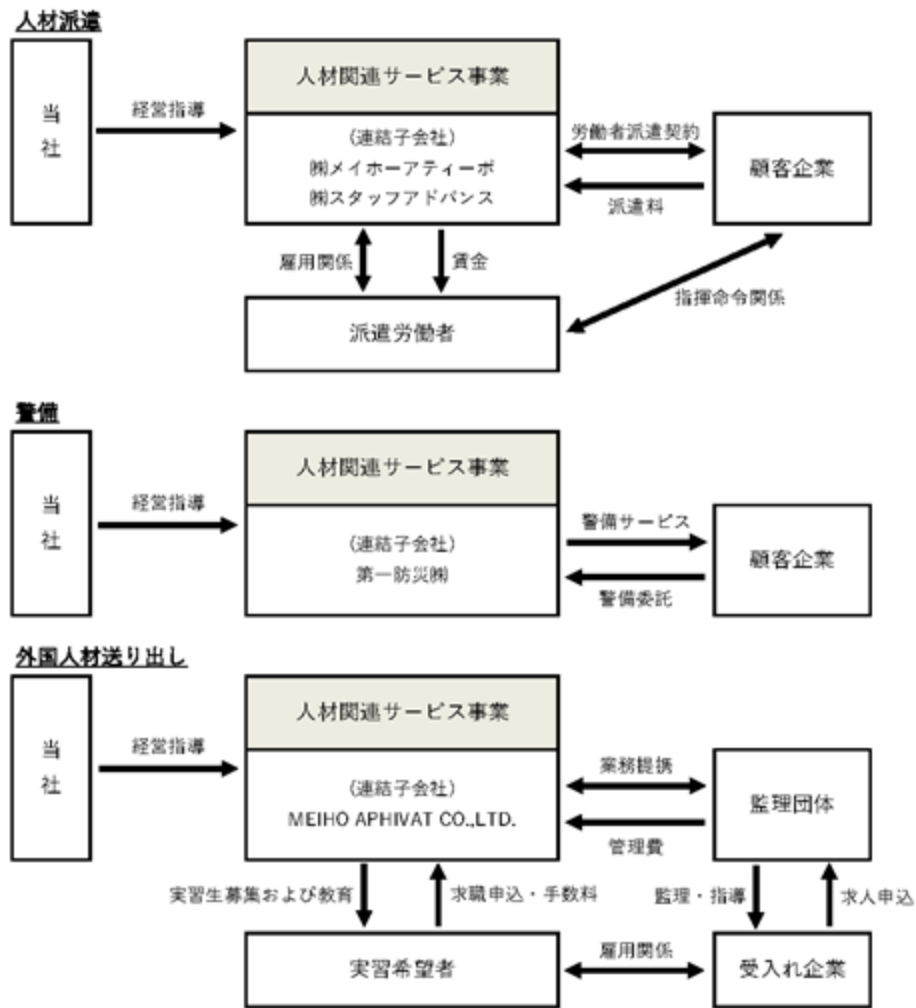 人材派遣
当
社
経営指導
人材関連サービス事業
(連結子会社)
㈱メイホーアティーボ
㈱スタッフアドバンス
労働者派遣契約
派遣料
顧客企業
雇用関係
賃金
指揮命令関係
派遣労働者
警備
当
社
経営指導
人材関連サービス事業
(連結子会社)
第一防災㈱
警備サービス
警備委託
顧客企業
外国人材送り出し
当
社
経営指導
人材関連サービス事業
(連結子会社)
MEIHO APHIVAT CO.,LTD.
業務提携
管理費
監理団体
実習生募集および教育
求職申込・手数料
監理・指導
求人申込
実習希望者
雇用関係
受入れ企業